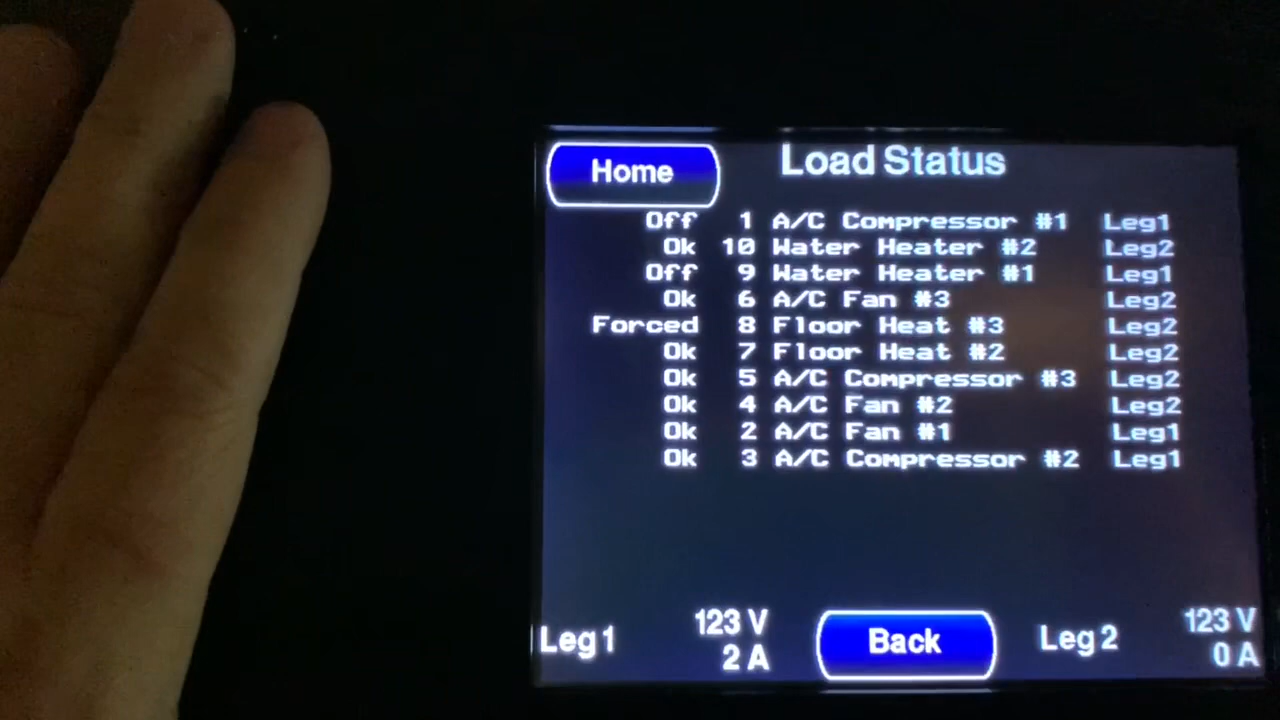 Home
Load Status
Off 1 A/C Compressor #1 Leg1
Ok 10 Water Heater #2 Leg2
Off 9 Water Heater #1 Leg1
Ok 6 A/C Fan #3 Leg2
Forced 8 Floor Heat #3 Leg2
Ok 7 Floor Heat #2 Leg2
Ok 5 A/C Compressor #3 Leg2
Ok 4 A/C Fan #2 Leg2
Ok 2 A/C Fan #1 Leg1
Ok 3 A/C Compressor #2 Leg1
Leg 1
123 V
2 A
Back
Leg 2
123 V
0 A